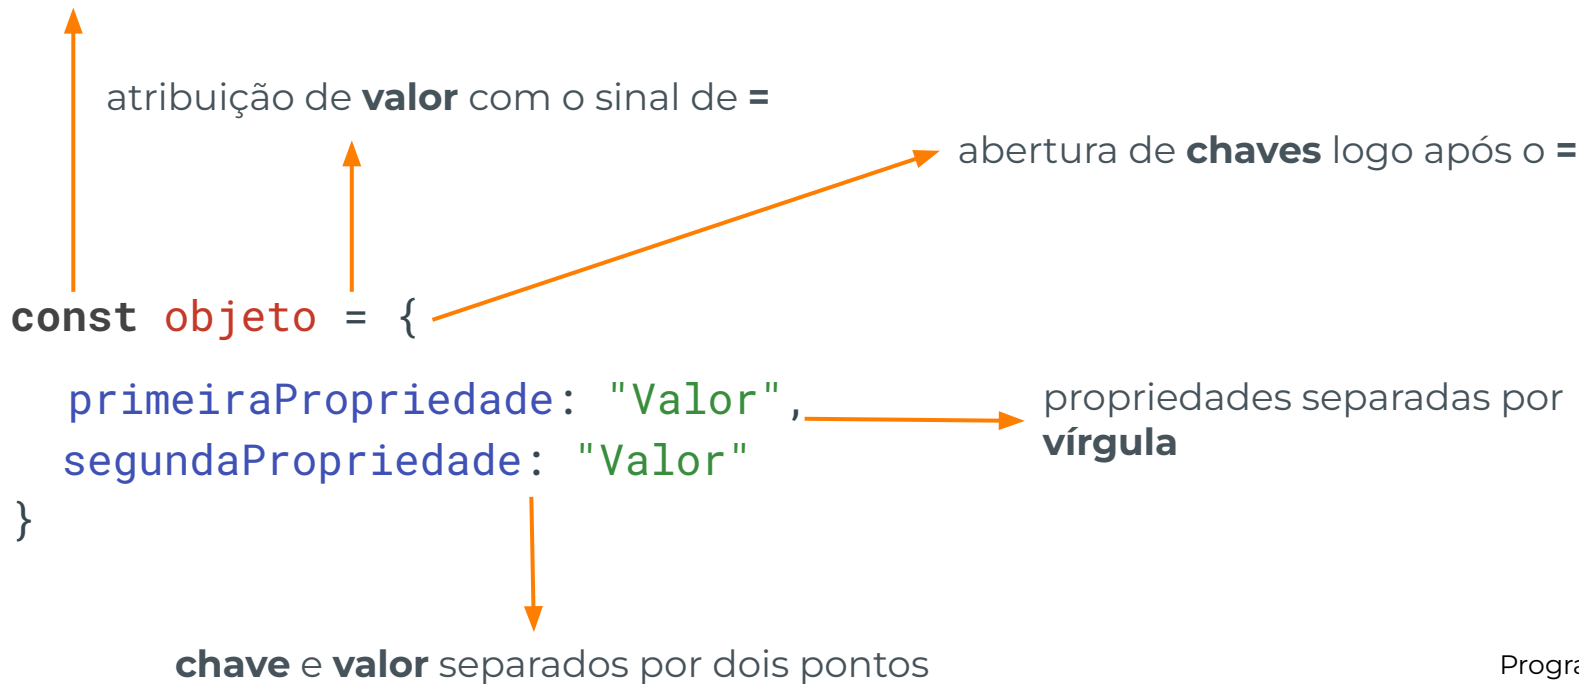 atribuição de valor com o sinal de =
abertura de chaves logo após o =
const objeto = {
primeiraPropriedade: "Valor",
propriedades separadas por
vírgula
segundaPropriedade: "Valor"
}
chave e valor separados por dois pontos